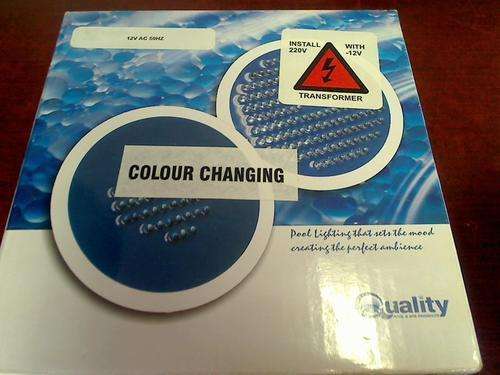 12V AC 50HZ
INSTALL WITH
220V -12V
TRANSFORMER
COLOUR CHANGING
Pool Lighting that sets the mood
creating the perfect ambience
Quality